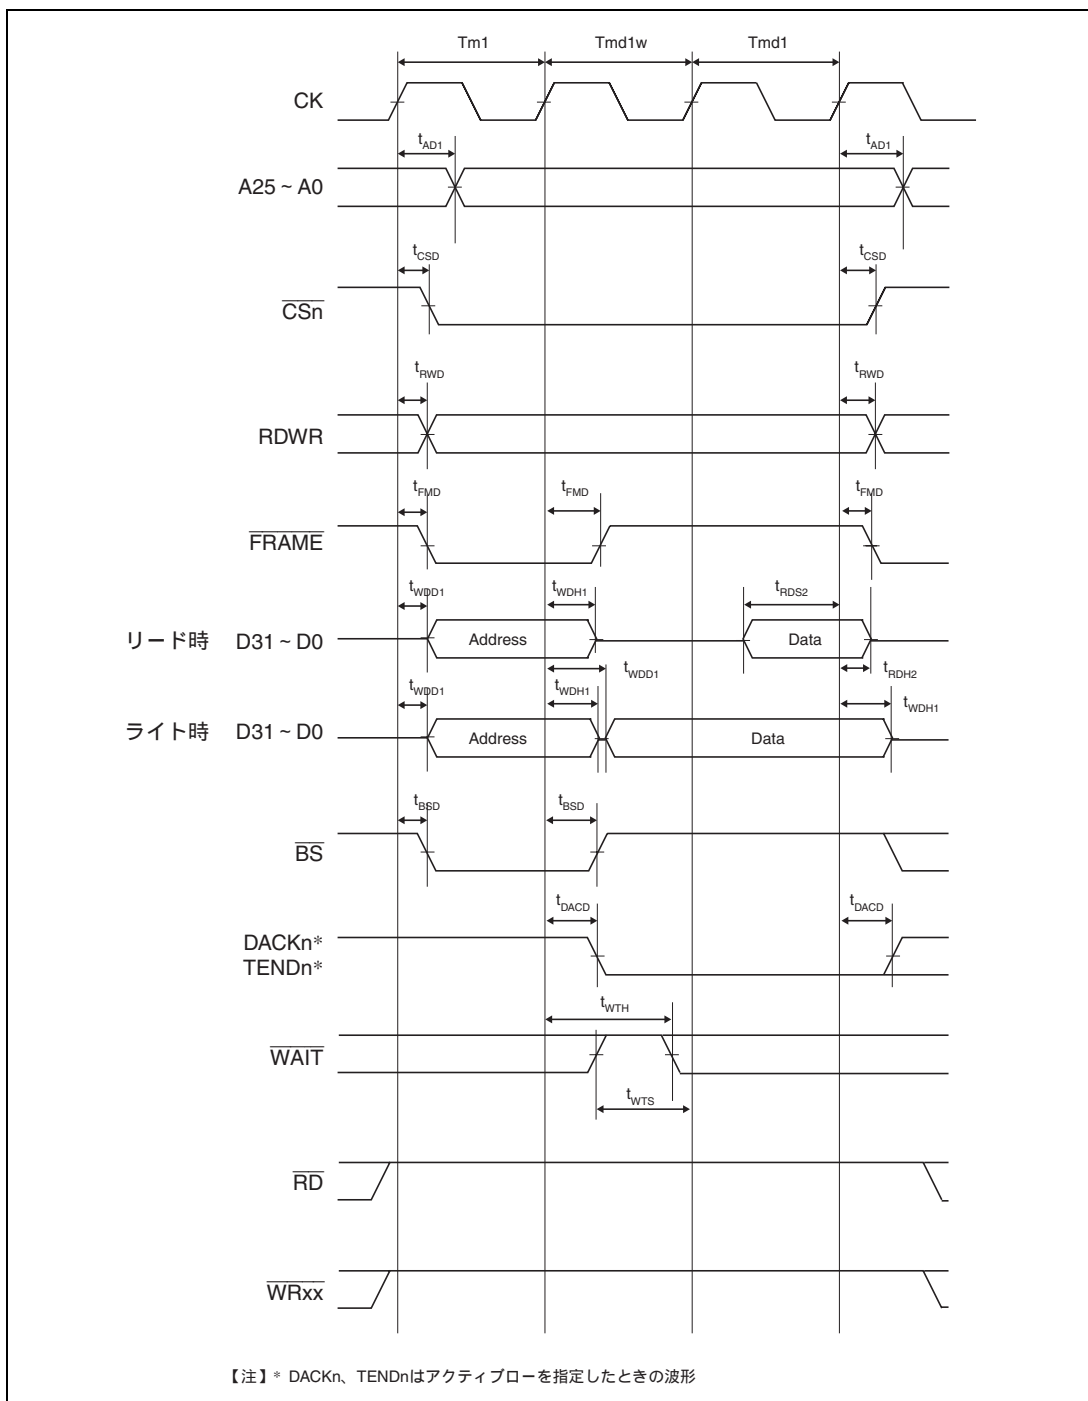 Tm1 Tmd1w Tmd1
CK
tAD1 tAD1
A25 ~ A0
tCSD tCSD
CSn
tRWD tRWD
RDWR
tFMD tFMD tFMD
FRAME
tWDD1 tWDH1 tRDS2
リード時 D31 ~ D0 Address Data
tWDD1 tRDH2
tWDD1 tWDH1 tWDH1
ライト時 D31 ~ D0 Address Data
tBSD tBSD
BS
tDACD tDACD
DACKn*
TENDn*
tWTH
WAIT
tWTS
RD
WRxx
【注】* DACKn、TENDnはアクティブローを指定したときの波形